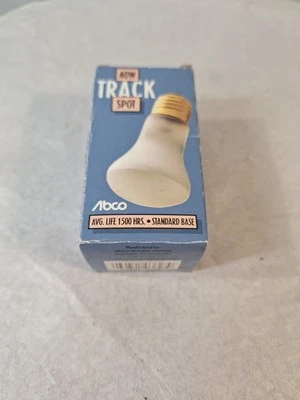 40W
TRACK
SPOT
Abco
AVG. LIFE 1500 HRS. • STANDARD BASE